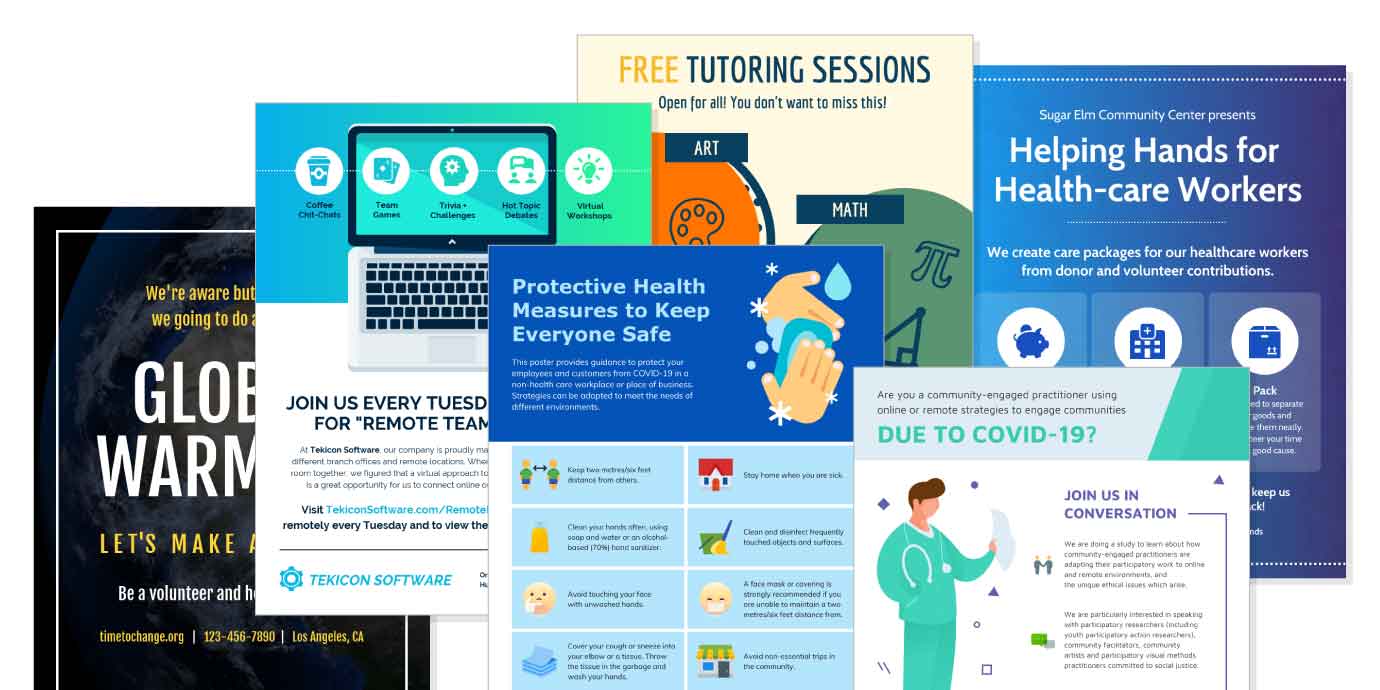 We're aware but
we going to do a
GLOB
WARM
LET'S MAKE A
Be a volunteer and he
timetochange.org | 123-456-7890 | Los Angeles, CA
Coffee
Chit-Chats
Team
Games
Trivia +
Challenges
Hot Topic
Debates
Virtual
Workshops
JOIN US EVERY TUESD
FOR "REMOTE TEAM
At Tekicon Software, our company is proudly ma
different branch offices and remote locations. Whe
room together, we figured that a virtual approach to
is a great opportunity for us to connect online o
Visit TekiconSoftware.com/Remote
remotely every Tuesday and to view the
TEKICON SOFTWARE
On
Hu
FREE TUTORING SESSIONS
Open for all! You don't want to miss this!
ART
MATH
π
Protective Health
Measures to Keep
Everyone Safe
This poster provides guidance to protect your
employees and customers from COVID-19 in a
non-health care workplace or place of business.
Strategies can be adopted to meet the needs of
different environments.
Keep two metres/six feet
distance from others.
Stay home when you are sick.
Clean your hands often, using
soap and water or an alcohol-
based (70%) hand sanitizer.
Clean and disinfect frequently
touched objects and surfaces.
Avoid touching your face
with unwashed hands.
A face mask or covering is
strongly recommended if you
are unable to maintain a two
metres/six feet distance from.
Cover your cough or sneeze into
your elbow or a tissue. Throw
the tissue in the garbage and
wash your hands.
Avoid non-essential trips in
the community.
Sugar Elm Community Center presents
Helping Hands for
Health-care Workers
We create care packages for our healthcare workers
from donor and volunteer contributions.
Pack
ed to separate
goods and
e them neatly.
eer your time
good cause.
keep us
ck!
nds
Are you a community-engaged practitioner using
online or remote strategies to engage communities
DUE TO COVID-19?
JOIN US IN
CONVERSATION
We are doing a study to learn about how
community-engaged practitioners are
adapting their participatory work to online
and remote environments, and
the unique ethical issues which arise.
We are particularly interested in speaking
with participatory researchers (including
youth participatory action researchers),
community facilitators, community
artists and participatory visual methods
practitioners committed to social justice.